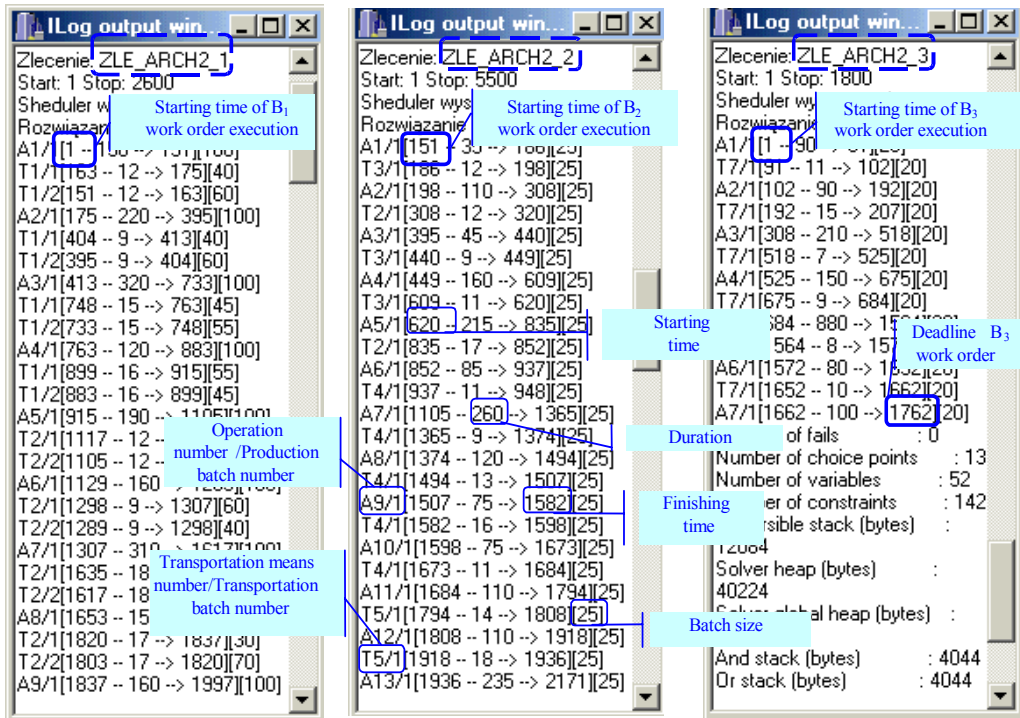 ILog output win...
Zlecenie: ZLE_ARCH2_1
Start: 1 Stop: 2600
Sheduler wy
Starting time of B1
work order execution
Rozwiązan
A1/1[1 --
T1/1[163 -- 12 --> 175][40]
T1/2[151 -- 12 --> 163][60]
A2/1[175 -- 220 --> 395][100]
T1/1[404 -- 9 --> 413][40]
T1/2[395 -- 9 --> 404][60]
A3/1[413 -- 320 --> 733][100]
T1/1[748 -- 15 --> 763][45]
T1/2[733 -- 15 --> 748][55]
A4/1[763 -- 120 --> 883][100]
T1/1[899 -- 16 --> 915][55]
T1/2[883 -- 16 --> 899][45]
A5/1[915 -- 190 --> 1105][100]
T2/1[1117 -- 12 --
T2/2[1105 -- 12 --
A6/1[1129 -- 160
T2/1[1298 -- 9 --> 1307][60]
T2/2[1289 -- 9 --> 1298][40]
A7/1[1307 -- 310 --> 1617][100]
T2/1[1635 -- 18
T2/2[1617 -- 18
A8/1[1653 -- 15
T2/1[1820 -- 17 --> 1837][30]
T2/2[1803 -- 17 --> 1820][70]
A9/1[1837 -- 160 --> 1997][100]
Operation
number /Production
batch number
Transportation means
number/Transportation
batch number
ILog output win...
Zlecenie: ZLE_ARCH2_2
Start: 1 Stop: 5500
Sheduler wys
Starting time of B2
work order execution
Rozwiązanie
A1/1[151 -- 35 --> 186][25]
T3/1[186 -- 12 --> 198][25]
A2/1[198 -- 110 --> 308][25]
T2/1[308 -- 12 --> 320][25]
A3/1[395 -- 45 --> 440][25]
T3/1[440 -- 9 --> 449][25]
A4/1[449 -- 160 --> 609][25]
T3/1[609 -- 11 --> 620][25]
A5/1[620 -- 215 --> 835][25]
T2/1[835 -- 17 --> 852][25]
A6/1[852 -- 85 --> 937][25]
T4/1[937 -- 11 --> 948][25]
A7/1[1105 -- 260 --> 1365][25]
T4/1[1365 -- 9 --> 1374][25]
A8/1[1374 -- 120 --> 1494][25]
T4/1[1494 -- 13 --> 1507][25]
A9/1[1507 -- 75 --> 1582][25]
T4/1[1582 -- 16 --> 1598][25]
A10/1[1598 -- 75 --> 1673][25]
T4/1[1673 -- 11 --> 1684][25]
A11/1[1684 -- 110 --> 1794][25]
T5/1[1794 -- 14 --> 1808][25]
A12/1[1808 -- 110 --> 1918][25]
T5/1[1918 -- 18 --> 1936][25]
A13/1[1936 -- 235 --> 2171][25]
Starting
time
Duration
Finishing
time
Batch size
ILog output win...
Zlecenie: ZLE_ARCH2_3
Start: 1 Stop: 1800
Sheduler wy
Starting time of B3
work order execution
Rozwiązan
A1/1[1 -- 90
T7/1[91 -- 11 --> 102][20]
A2/1[102 -- 90 --> 192][20]
T7/1[192 -- 15 --> 207][20]
A3/1[308 -- 210 --> 518][20]
T7/1[518 -- 7 --> 525][20]
A4/1[525 -- 150 --> 675][20]
T7/1[675 -- 9 --> 684][20]
684 -- 880 -->
564 -- 8 --> 157
Deadline B3
work order
A6/1[1572 -- 80 -->
T7/1[1652 -- 10 --> 1662][20]
A7/1[1662 -- 100 --> 1762][20]
of fails : 0
Number of choice points : 13
Number of variables : 52
er of constraints : 142
rsible stack (bytes) :
12084
Solver heap (bytes) :
40224
Solver global heap (bytes) :
And stack (bytes) : 4044
Or stack (bytes) : 4044